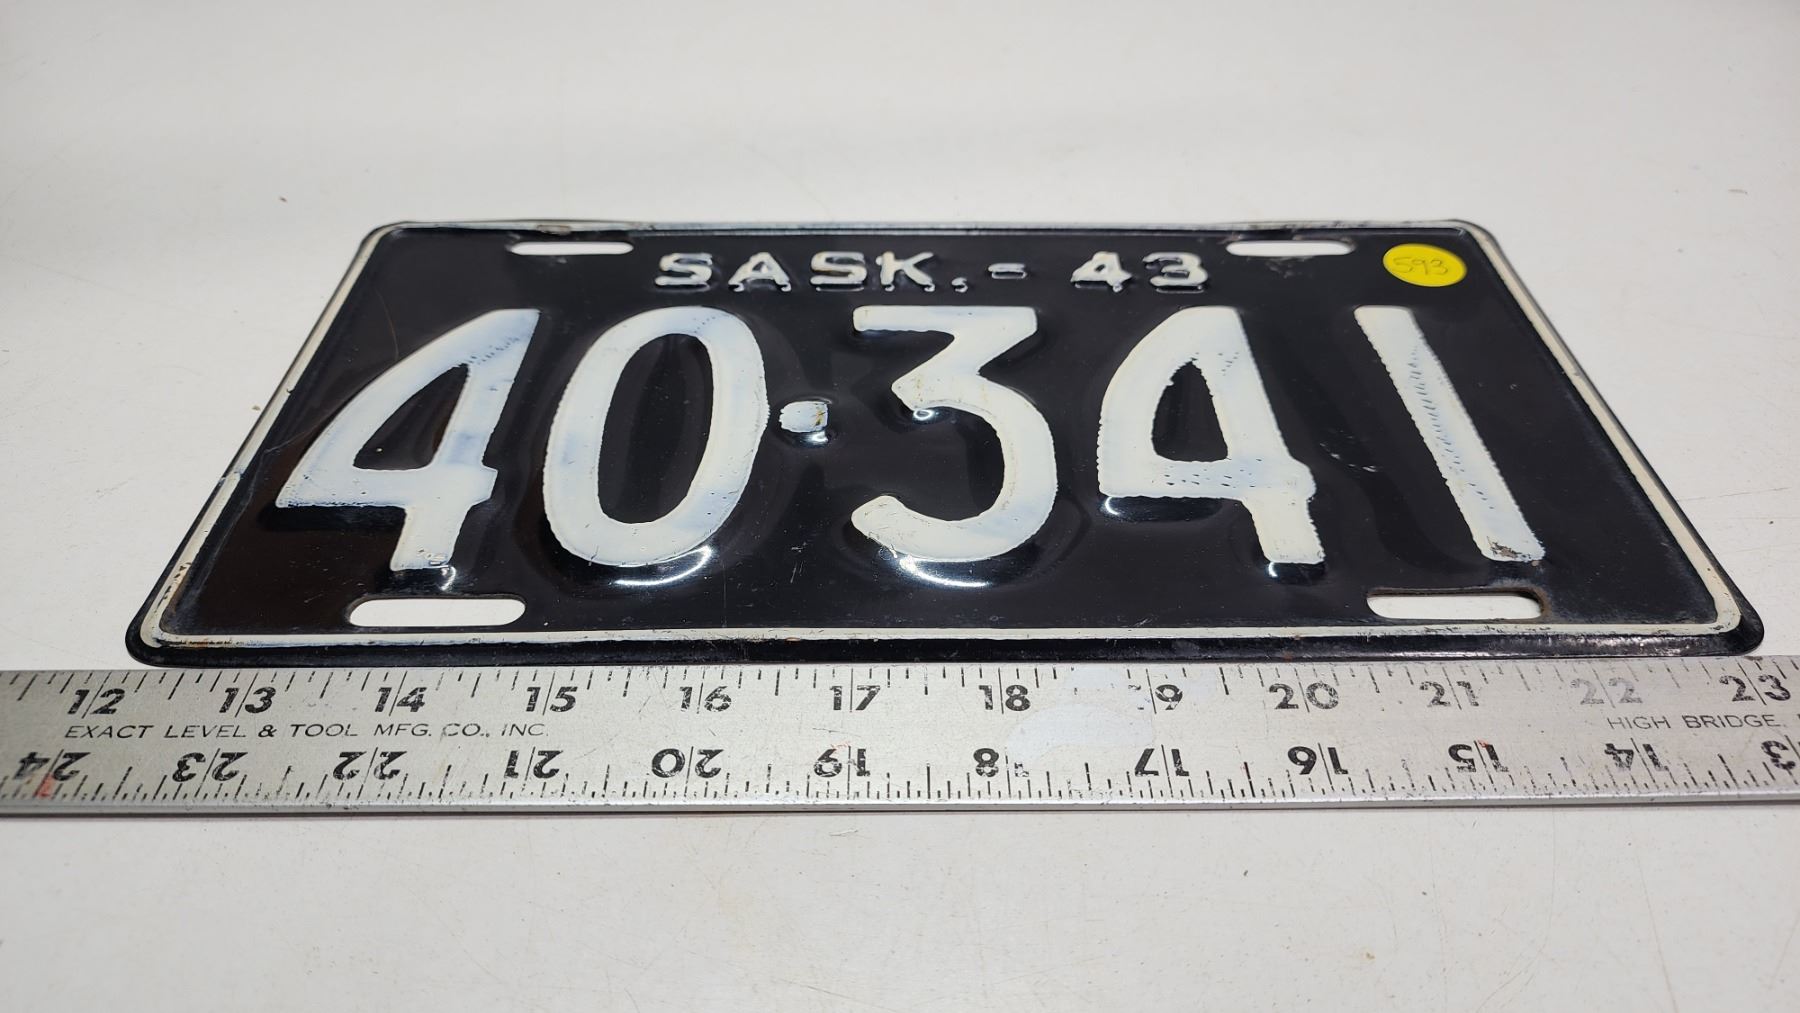 SASK.- 43
593
40·341
12 13 14 15 16 17 18 19 20 21 22 23
EXACT LEVEL & TOOL MFG. CO., INC. HIGH BRIDGE,
24 23 22 21 20 19 18 17 16 15 14 13